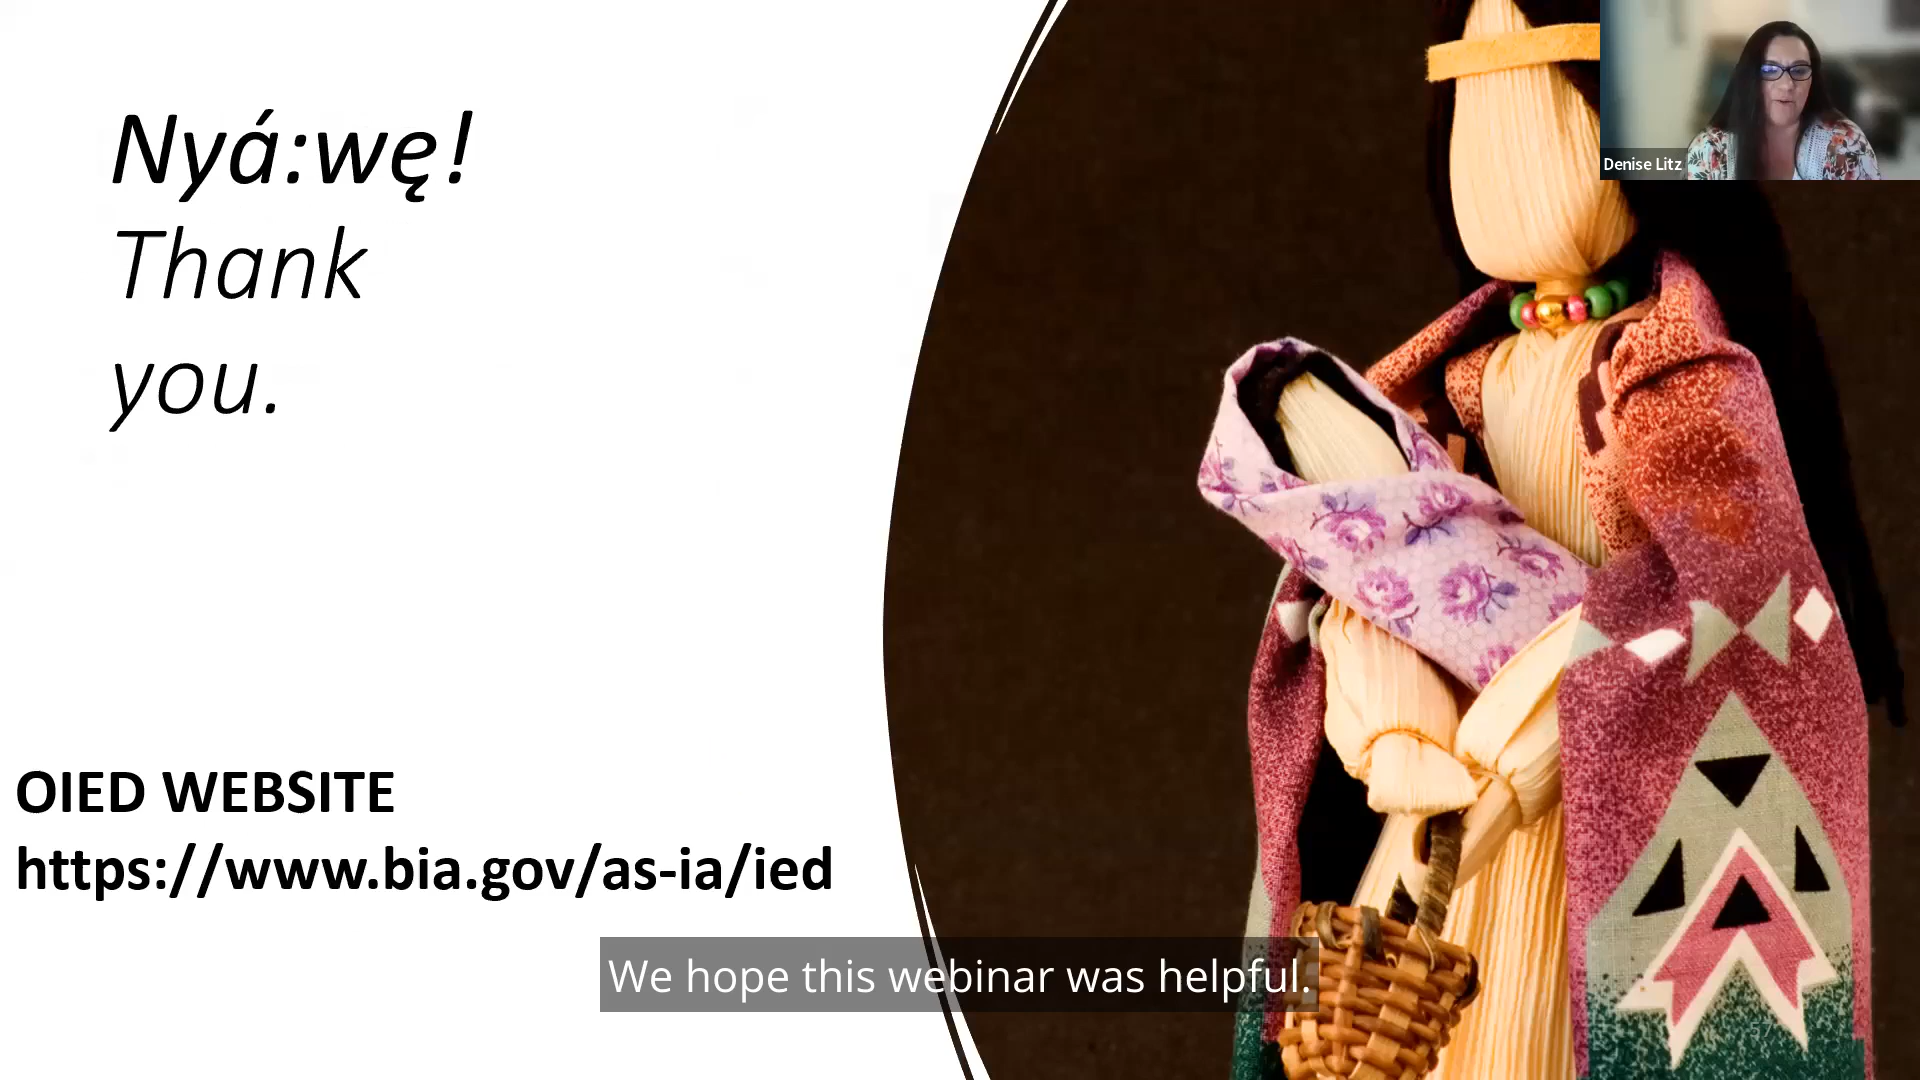 Nyá:wę!
Thank
you.
Denise Litz
OIED WEBSITE
https://www.bia.gov/as-ia/ied
We hope this webinar was helpful.
57